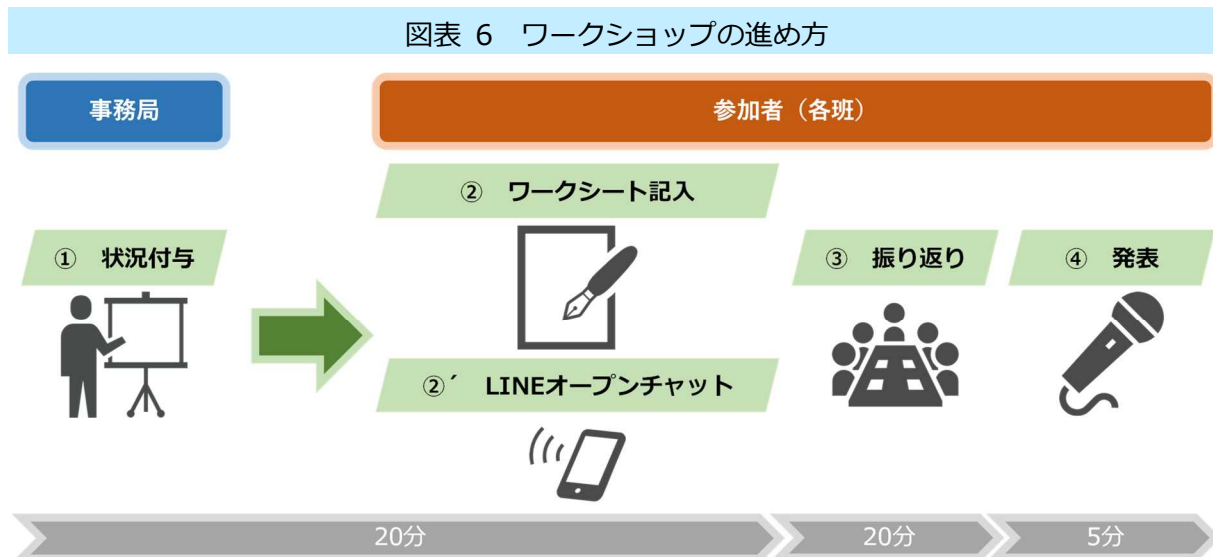 図表 6　ワークショップの進め方
事務局
参加者（各班）
①　状況付与
②　ワークシート記入
②´　LINEオープンチャット
③　振り返り
④　発表
20分
20分
5分